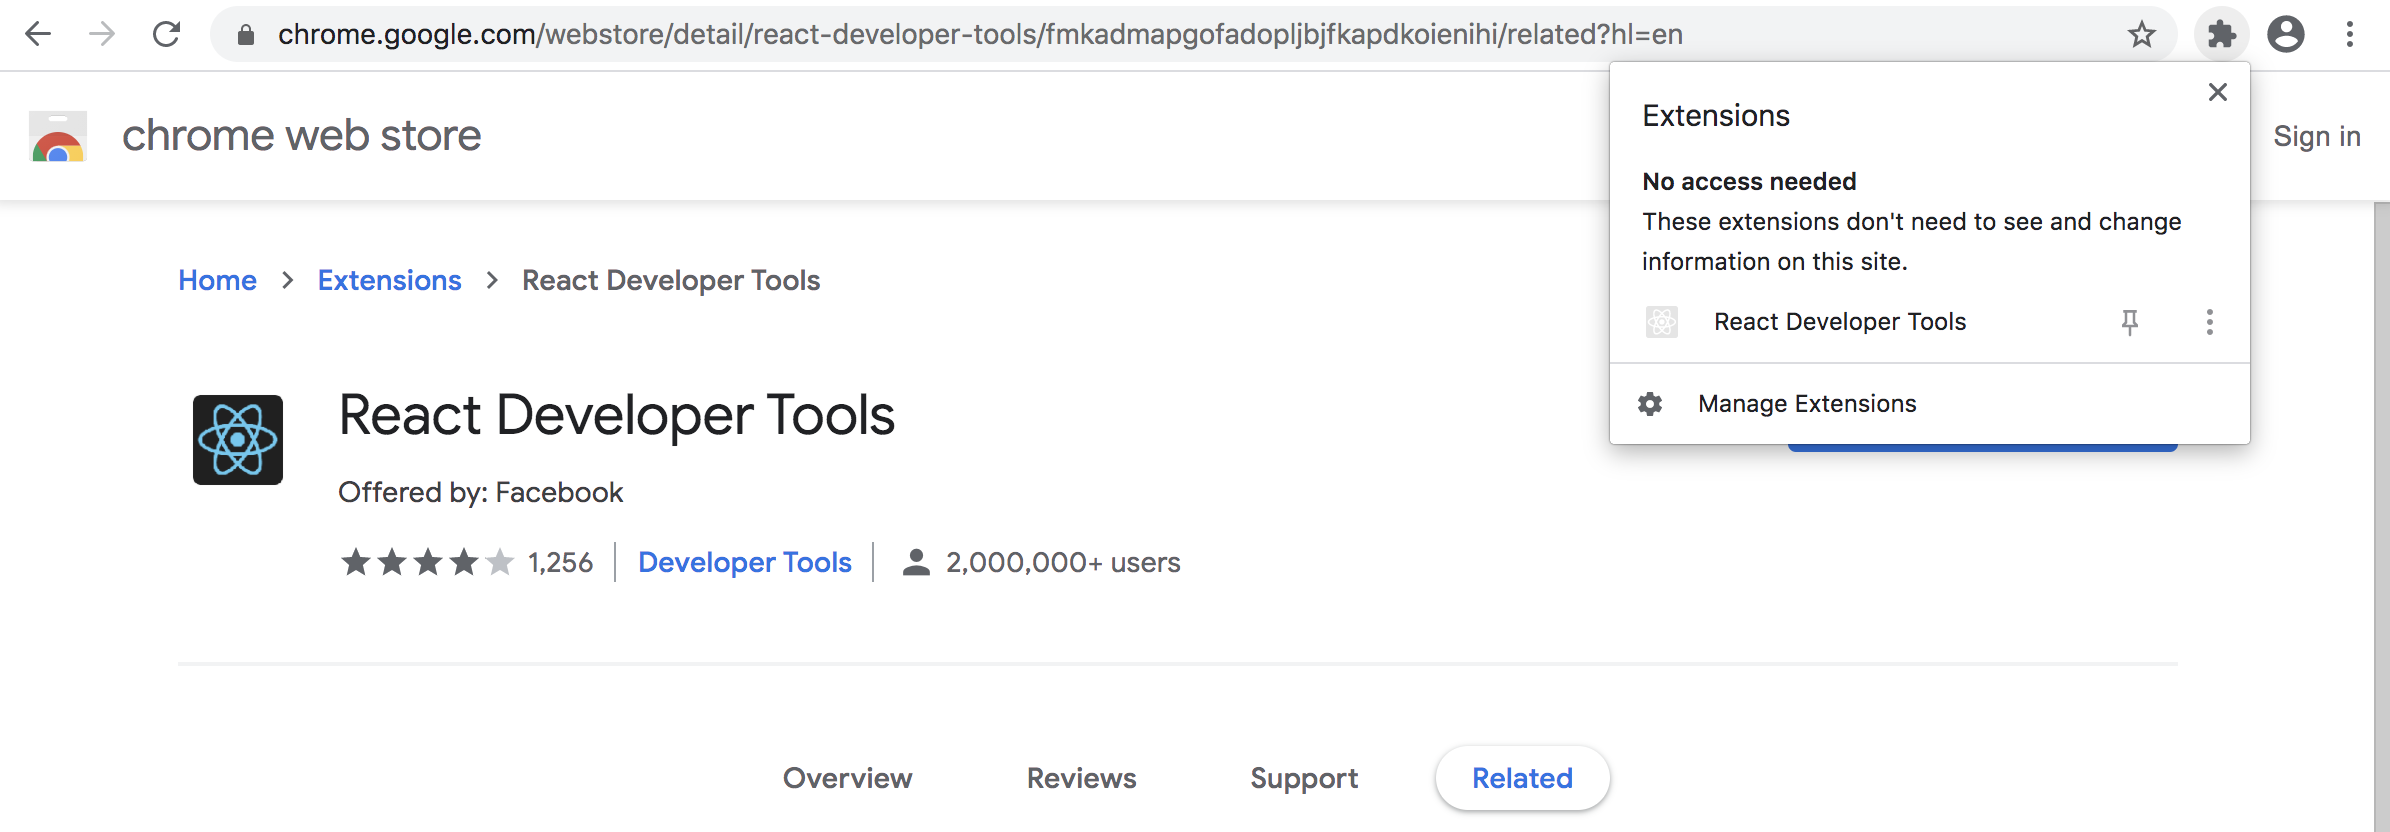 chrome.google.com/webstore/detail/react-developer-tools/fmkadmapgofadopljbjfkapdkoienihi/related?hl=en
chrome web store
Sign in
Extensions
No access needed
These extensions don't need to see and change
information on this site.
React Developer Tools
Manage Extensions
Home > Extensions > React Developer Tools
React Developer Tools
Offered by: Facebook
1,256 | Developer Tools | 2,000,000+ users
Overview Reviews Support Related